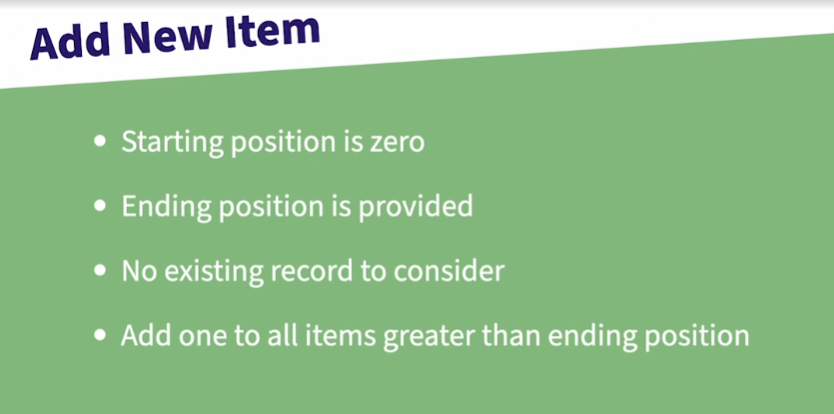 Add New Item
• Starting position is zero
• Ending position is provided
• No existing record to consider
• Add one to all items greater than ending position